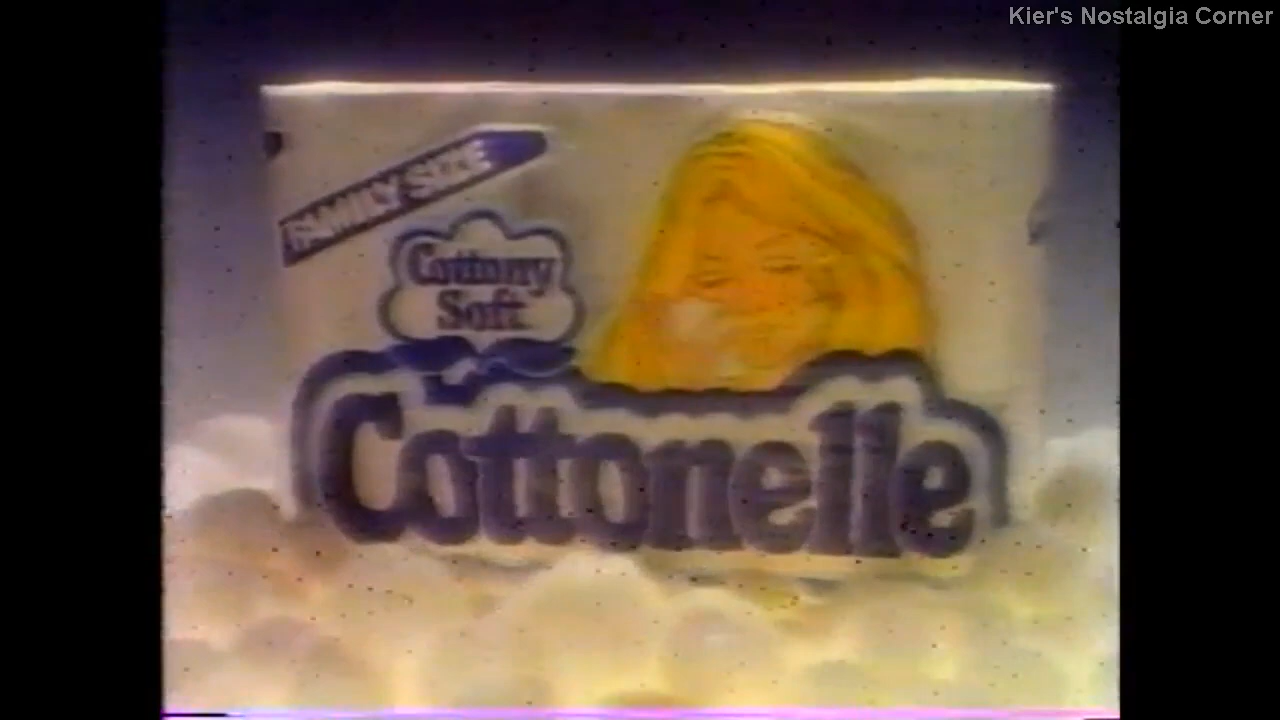 Kier's Nostalgia Corner
FAMILY SIZE
Cottony
Soft
Cottonelle